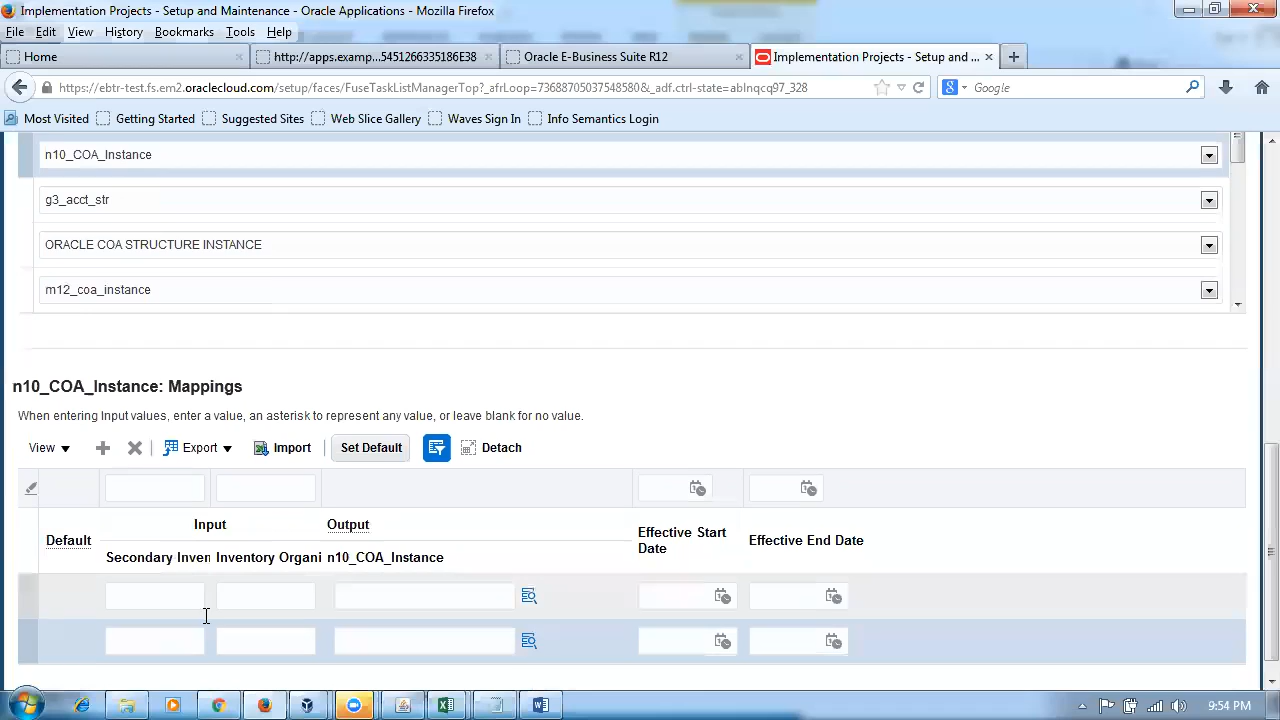 Implementation Projects - Setup and Maintenance - Oracle Applications - Mozilla Firefox
File Edit View History Bookmarks Tools Help
Home
http://apps.examp...5451266335186E38
Oracle E-Business Suite R12
Implementation Projects - Setup and ...
https://ebtr-test.fs.em2.oraclecloud.com/setup/faces/FuseTaskListManagerTop?_afrLoop=7368705037548580&_adf.ctrl-state=ablnqcq97_328
Google
Most Visited Getting Started Suggested Sites Web Slice Gallery Waves Sign In Info Semantics Login
n10_COA_Instance
g3_acct_str
ORACLE COA STRUCTURE INSTANCE
m12_coa_instance
n10_COA_Instance: Mappings
When entering Input values, enter a value, an asterisk to represent any value, or leave blank for no value.
View Export Import Set Default Detach
Default
Input
Output
Effective Start Date
Effective End Date
Secondary Inven Inventory Organi n10_COA_Instance
9:54 PM